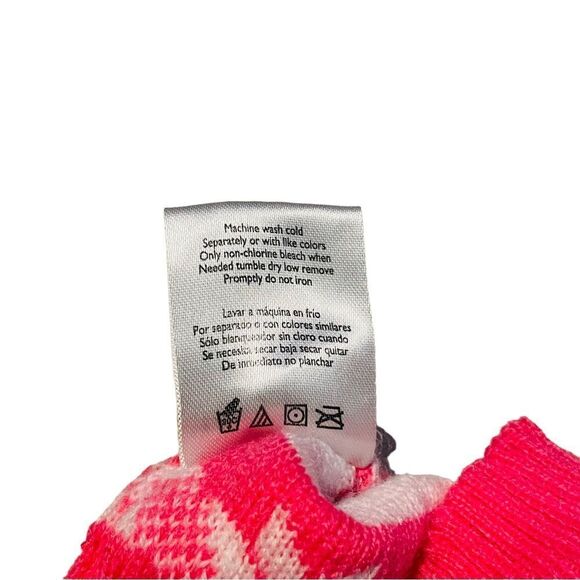 Machine wash cold
Separately or with like colors
Only non-chlorine bleach when
Needed tumble dry low remove
Promptly do not iron
Lavar a máquina en frío
Por separado o con colores similares
Sólo blanqueador sin cloro cuando
Se necesita secar baja secar quitar
De inmediato no planchar